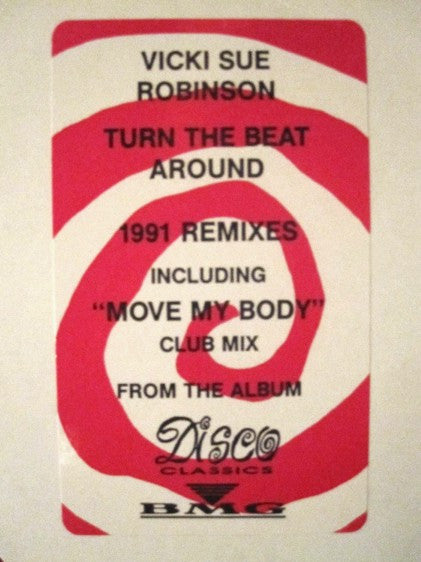 VICKI SUE
ROBINSON
TURN THE BEAT
AROUND
1991 REMIXES
INCLUDING
"MOVE MY BODY"
CLUB MIX
FROM THE ALBUM
Disco
CLASSICS
BMG